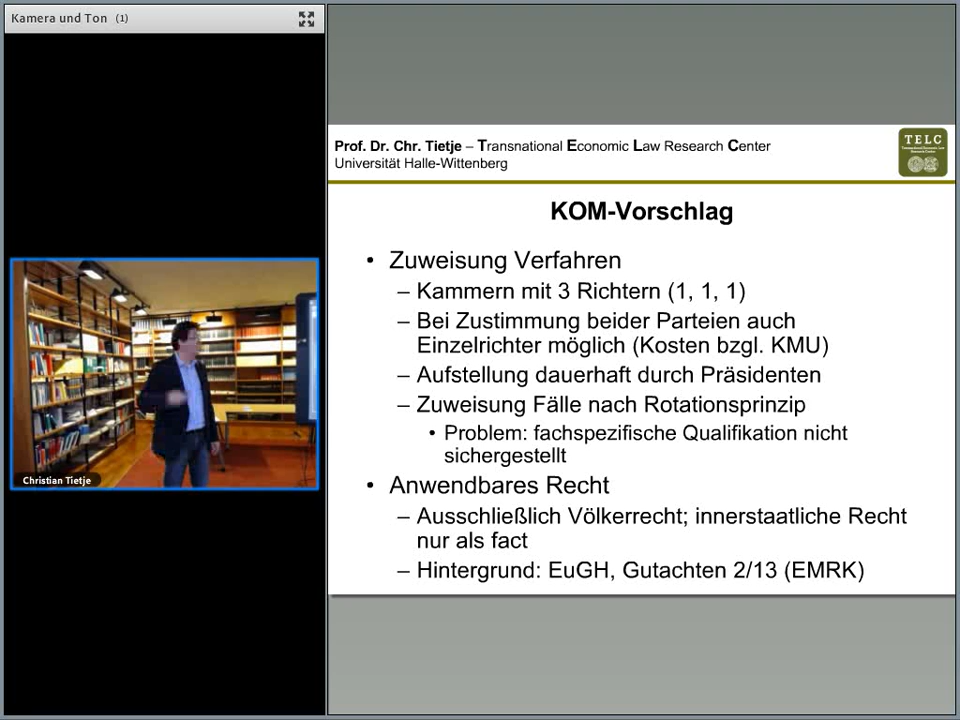 Kamera und Ton (1)
Prof. Dr. Chr. Tietje – Transnational Economic Law Research Center
Universität Halle-Wittenberg
TELC
KOM-Vorschlag
• Zuweisung Verfahren
– Kammern mit 3 Richtern (1, 1, 1)
– Bei Zustimmung beider Parteien auch
Einzelrichter möglich (Kosten bzgl. KMU)
– Aufstellung dauerhaft durch Präsidenten
– Zuweisung Fälle nach Rotationsprinzip
• Problem: fachspezifische Qualifikation nicht
sichergestellt
• Anwendbares Recht
– Ausschließlich Völkerrecht; innerstaatliche Recht
nur als fact
– Hintergrund: EuGH, Gutachten 2/13 (EMRK)
Christian Tietje